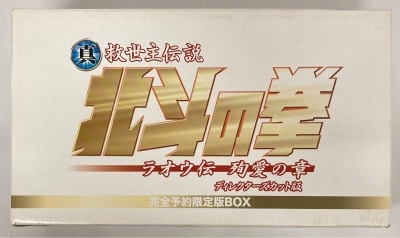 真 救世主伝説
北斗の拳
ラオウ伝 殉愛の章
ディレクターズカット版
完全予約限定版BOX